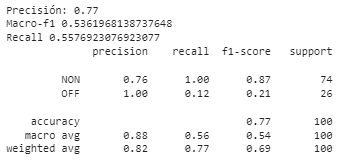 Precisión: 0.77
Macro-f1 0.5361968138737648
Recall 0.5576923076923077
precision recall f1-score support
NON 0.76 1.00 0.87 74
OFF 1.00 0.12 0.21 26
accuracy 0.77 100
macro avg 0.88 0.56 0.54 100
weighted avg 0.82 0.77 0.69 100